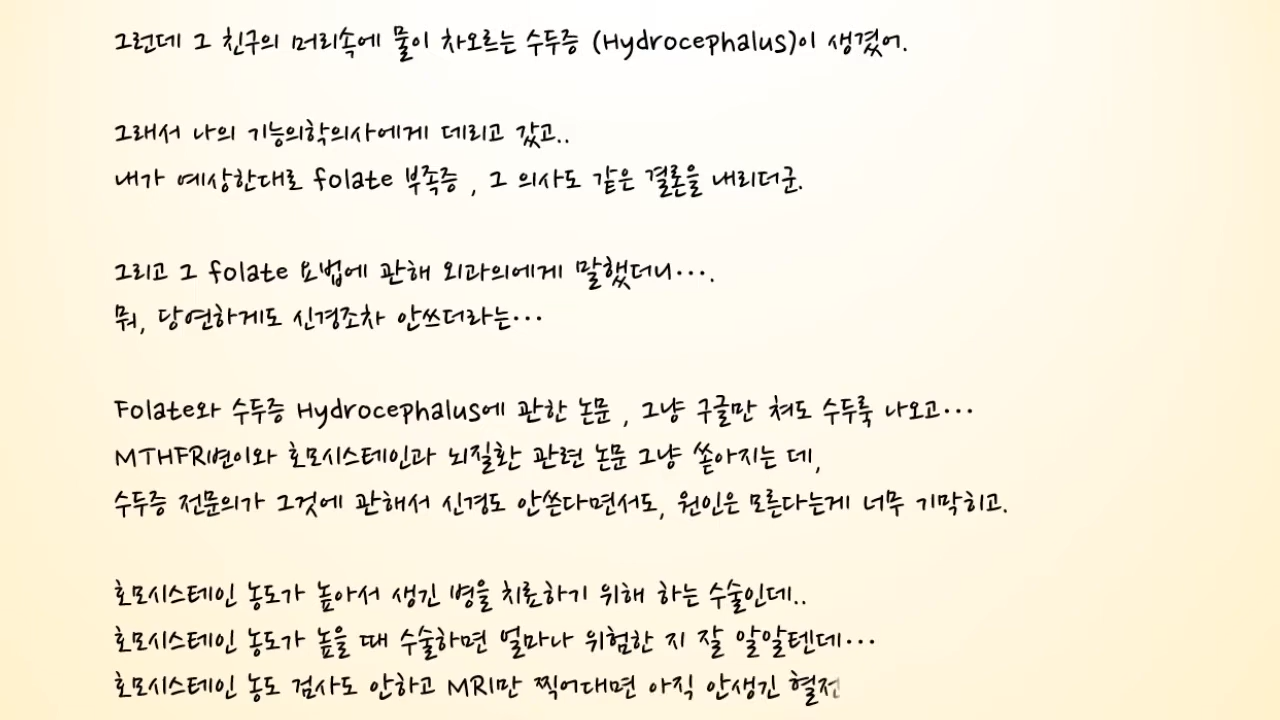 그런데 그 친구의 머리속에 물이 차오르는 수두증 (Hydrocephalus)이 생겼어.
그래서 나의 기능의학의사에게 데리고 갔고..
내가 예상한대로 folate 부족증 , 그 의사도 같은 결론을 내리더군.
그리고 그 folate 요법에 관해 외과의에게 말했더니···.
뭐, 당연하게도 신경조차 안쓰더라는···
Folate와 수두증 Hydrocephalus에 관한 논문 , 그냥 구글만 쳐도 수두룩 나오고···
MTHFR변이와 호모시스테인과 뇌질환 관련 논문 그냥 쏟아지는 데,
수두증 전문의가 그것에 관해서 신경도 안쓴다면서도, 원인은 모른다는게 너무 기막히고.
호모시스테인 농도가 높아서 생긴 병을 치료하기 위해 하는 수술인데..
호모시스테인 농도가 높을 때 수술하면 얼마나 위험한 지 잘 알알텐데···
호모시스테인 농도 검사도 안하고 MRI만 찍어대면 아직 안생긴 혈전